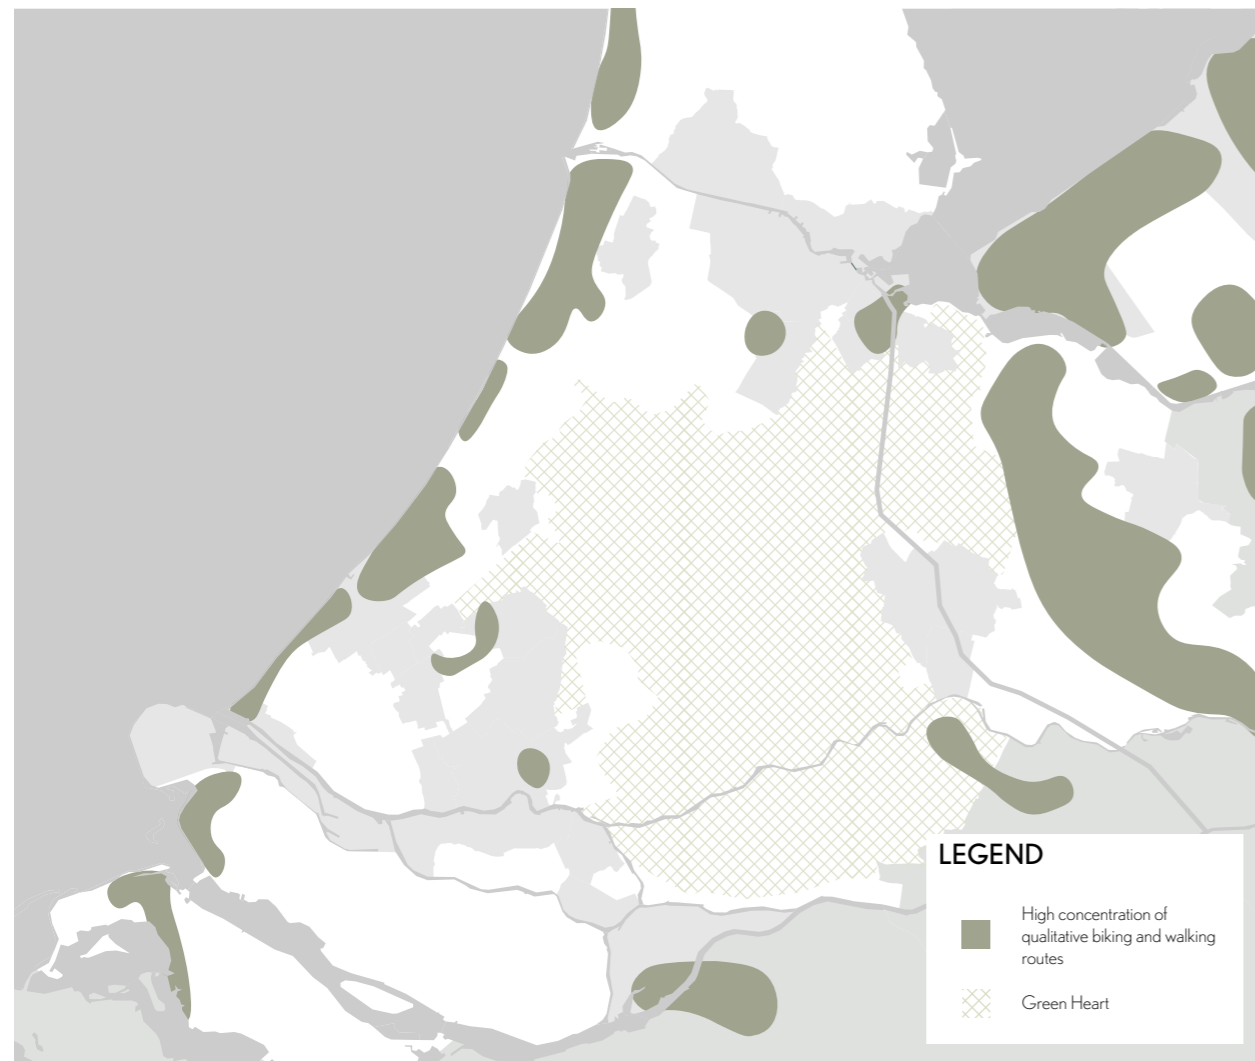 LEGEND
High concentration of
qualitative biking and walking
routes
Green Heart